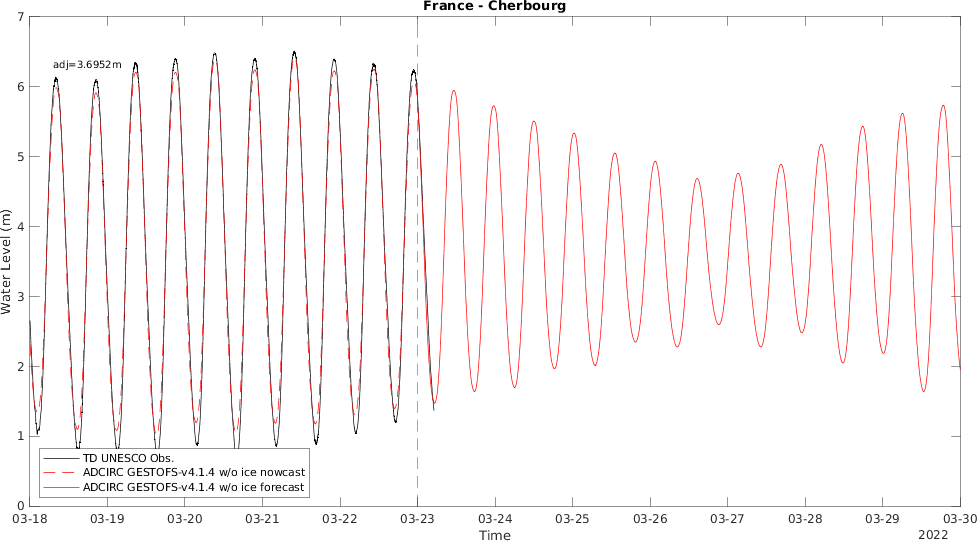 France - Cherbourg
7
adj=3.6952m
6
5
4
3
2
1
0
Water Level (m)
TD UNESCO Obs.
ADCIRC GESTOFS-v4.1.4 w/o ice nowcast
ADCIRC GESTOFS-v4.1.4 w/o ice forecast
03-18 03-19 03-20 03-21 03-22 03-23 03-24 03-25 03-26 03-27 03-28 03-29 03-30
Time
2022